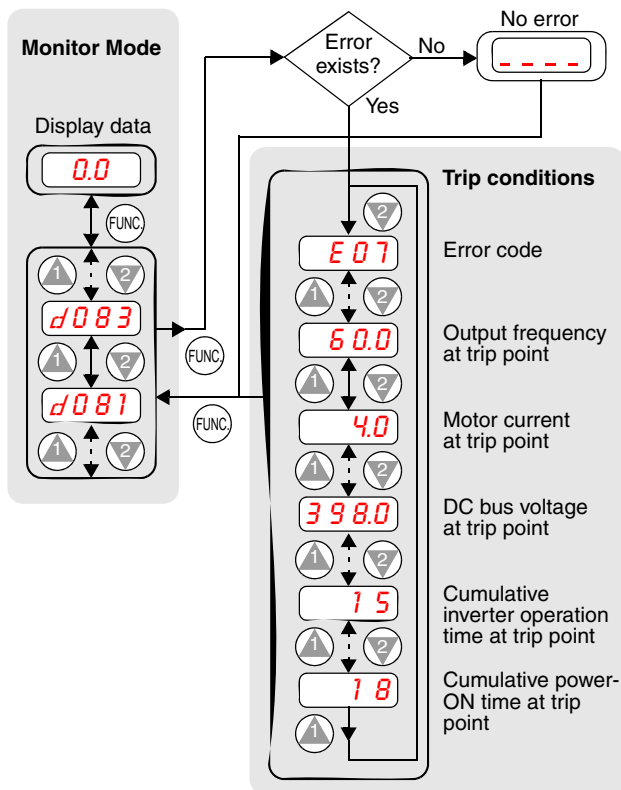 No error
Monitor Mode
Error
exists?
No
_ _ _ _
Yes
Display data
0.0
FUNC.
1 2
d083
1 2
d081
1 2
FUNC.
FUNC.
Trip conditions
2
E07
Error code
1 2
60.0
Output frequency
at trip point
1 2
4.0
Motor current
at trip point
1 2
398.0
DC bus voltage
at trip point
1 2
15
Cumulative
inverter operation
time at trip point
1 2
18
Cumulative power-
ON time at trip
point
1